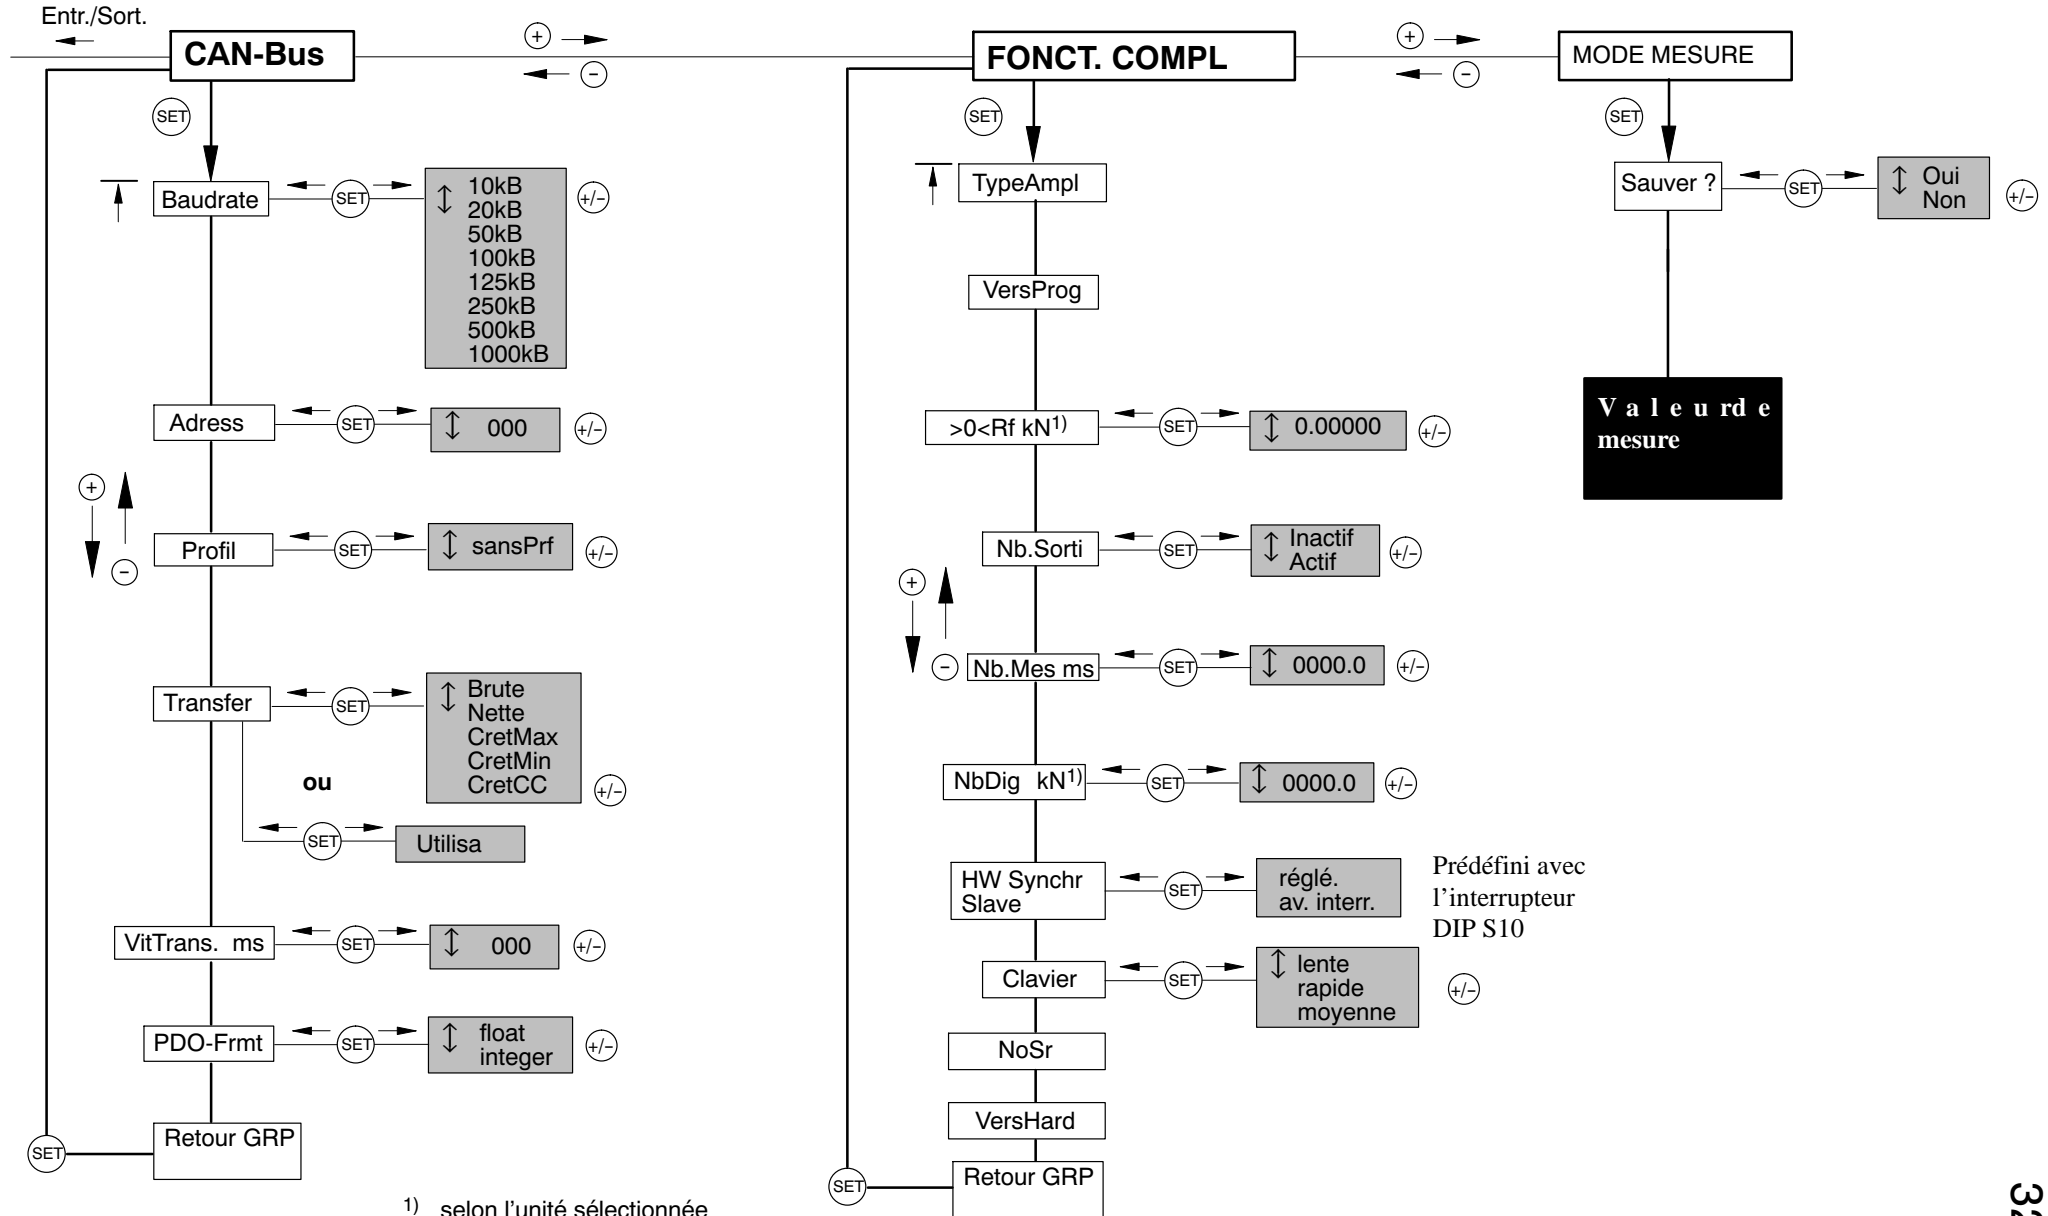 Entr./Sort.
CAN-Bus
+
−
FONCT. COMPL
+
−
MODE MESURE
SET
Baudrate
SET
10kB
20kB
50kB
100kB
125kB
250kB
500kB
1000kB
+/−
Adress
SET
000
+/−
+
−
Profil
SET
sansPrf
+/−
Transfer
SET
Brute
Nette
CretMax
CretMin
CretCC
+/−
ou
SET
Utilisa
VitTrans. ms
SET
000
+/−
PDO-Frmt
SET
float
integer
+/−
Retour GRP
SET
1) selon l'unité sélectionnée
SET
TypeAmpl
VersProg
>0<Rf kN1)
SET
0.00000
+/−
Nb.Sorti
SET
Inactif
Actif
+/−
+
−
Nb.Mes ms
SET
0000.0
+/−
NbDig kN1)
SET
0000.0
+/−
HW Synchr
Slave
SET
réglé.
av. interr.
Prédéfini avec
l'interrupteur
DIP S10
Clavier
SET
lente
rapide
moyenne
+/−
NoSr
VersHard
Retour GRP
SET
SET
Sauver ?
SET
Oui
Non
+/−
V a l e u rd e
mesure